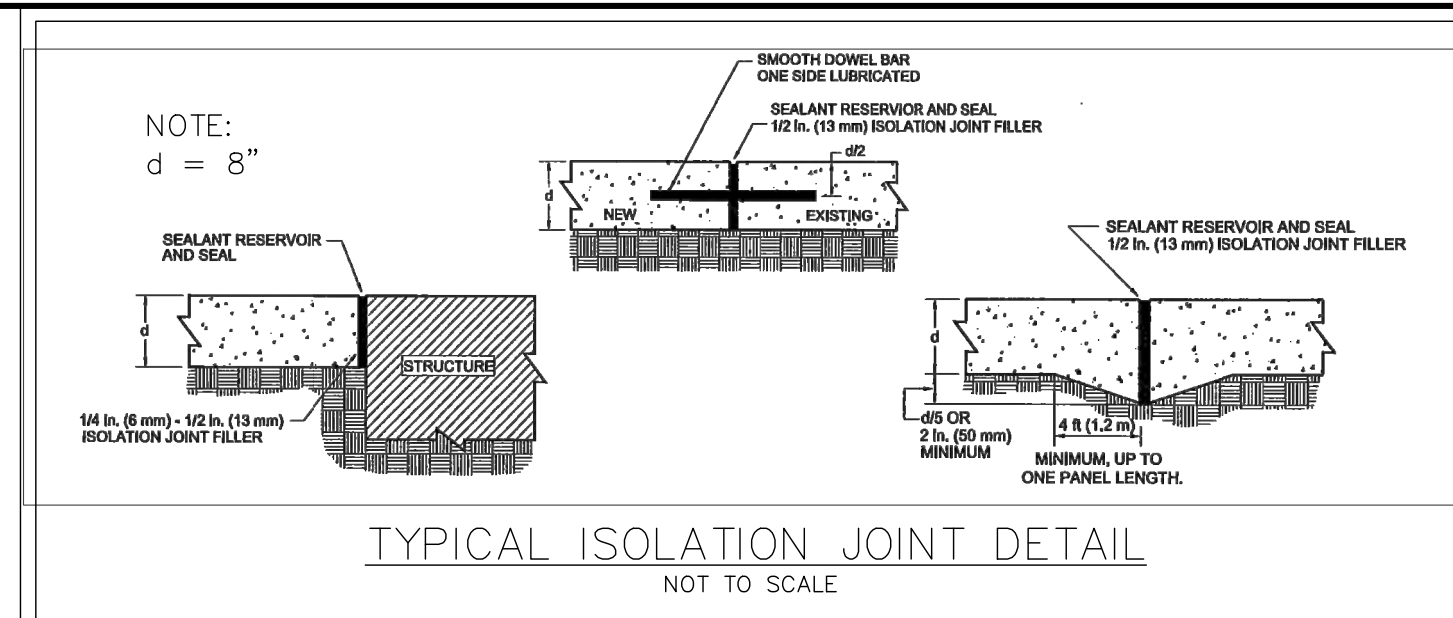 NOTE:
d = 8"
SMOOTH DOWEL BAR
ONE SIDE LUBRICATED
SEALANT RESERVIOR AND SEAL
1/2 in. (13 mm) ISOLATION JOINT FILLER
d/2
d
NEW
EXISTING
SEALANT RESERVOIR
AND SEAL
d
STRUCTURE
1/4 in. (6 mm) - 1/2 in. (13 mm)
ISOLATION JOINT FILLER
SEALANT RESERVIOR AND SEAL
1/2 in. (13 mm) ISOLATION JOINT FILLER
d
d/5 OR
2 in. (50 mm)
MINIMUM
4 ft (1.2 m)
MINIMUM, UP TO
ONE PANEL LENGTH.
TYPICAL ISOLATION JOINT DETAIL
NOT TO SCALE